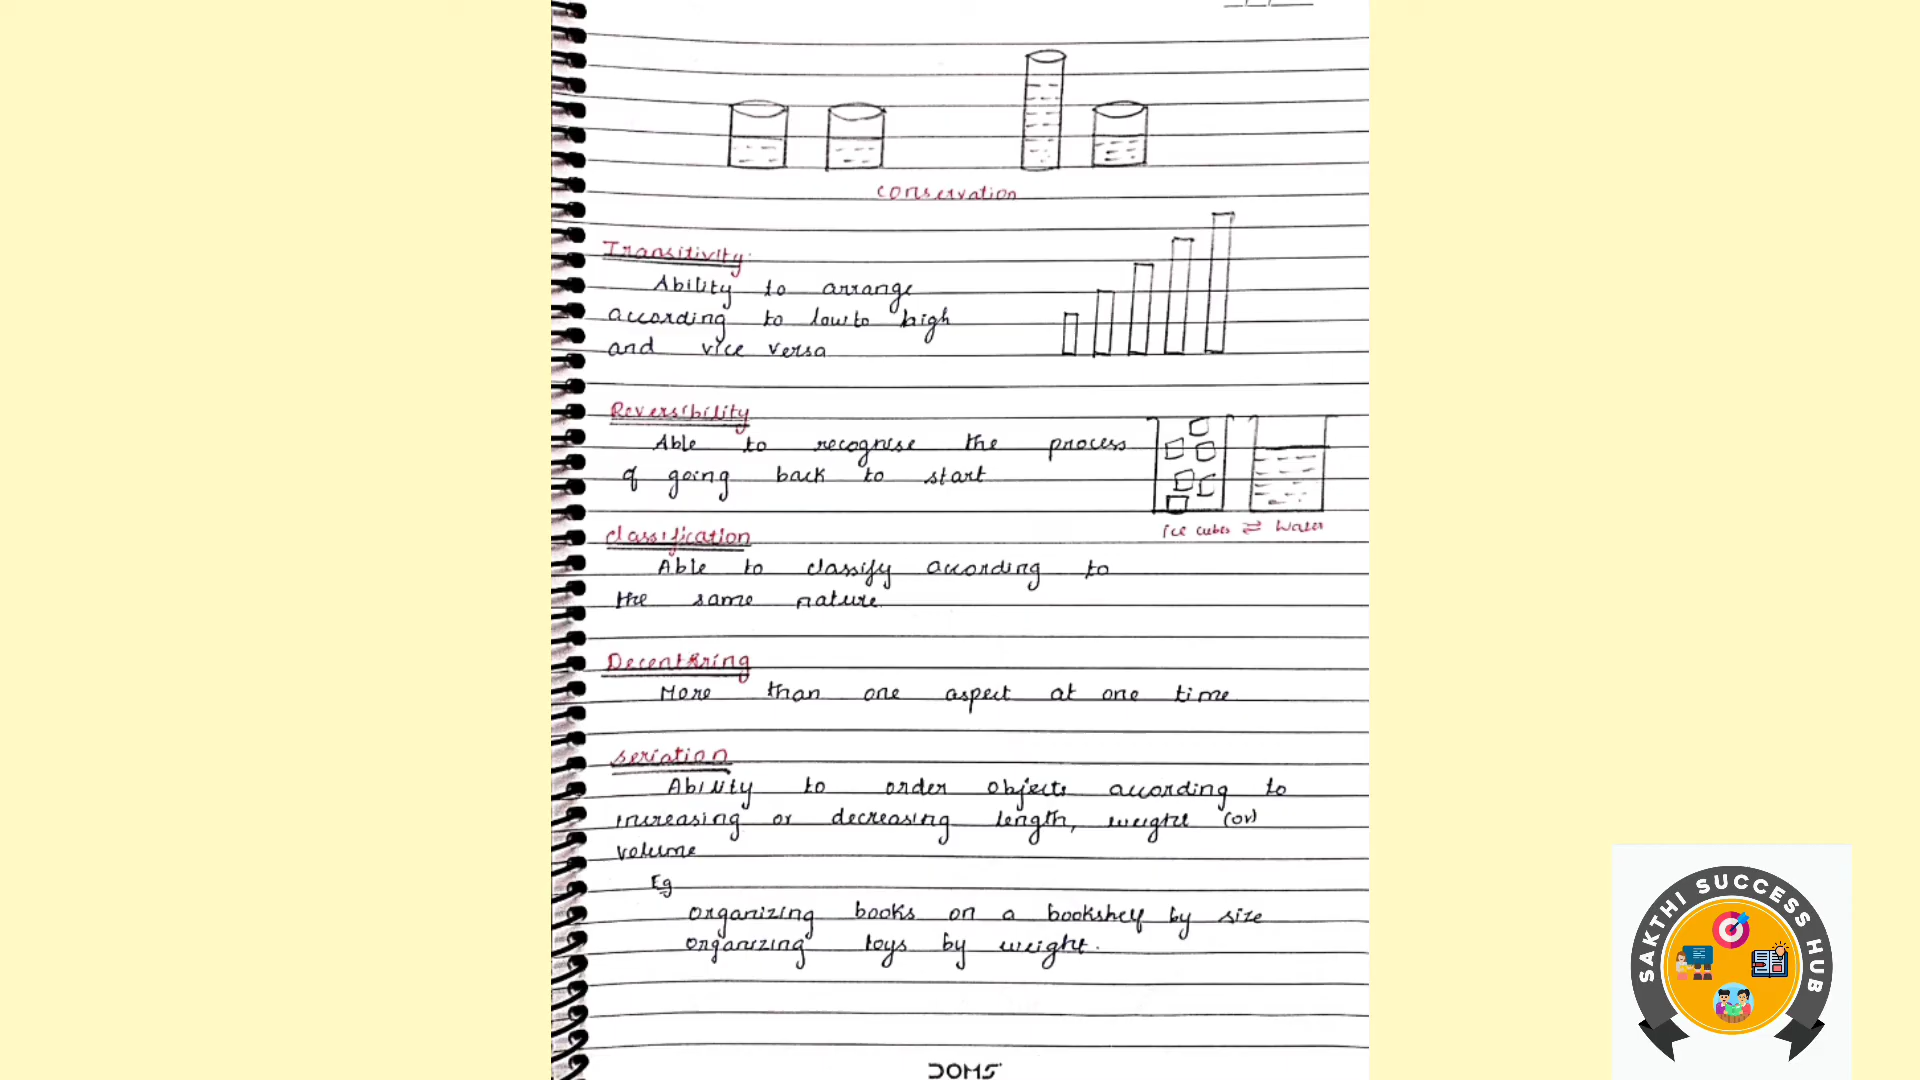 conservation
Transitivity:
Ability to arrange
according to low to high
and vice versa
Reversibility
Able to recognise the process
of going back to start
ice cubes ⇌ Water
classification
Able to classify according to
the same nature
Decentring
More than one aspect at one time
seriation
Ability to order objects according to
increasing or decreasing length, weight (or)
volume
Eg
organizing books on a bookshelf by size
organizing toys by weight.
DOMS
SAKTHI SUCCESS HUB